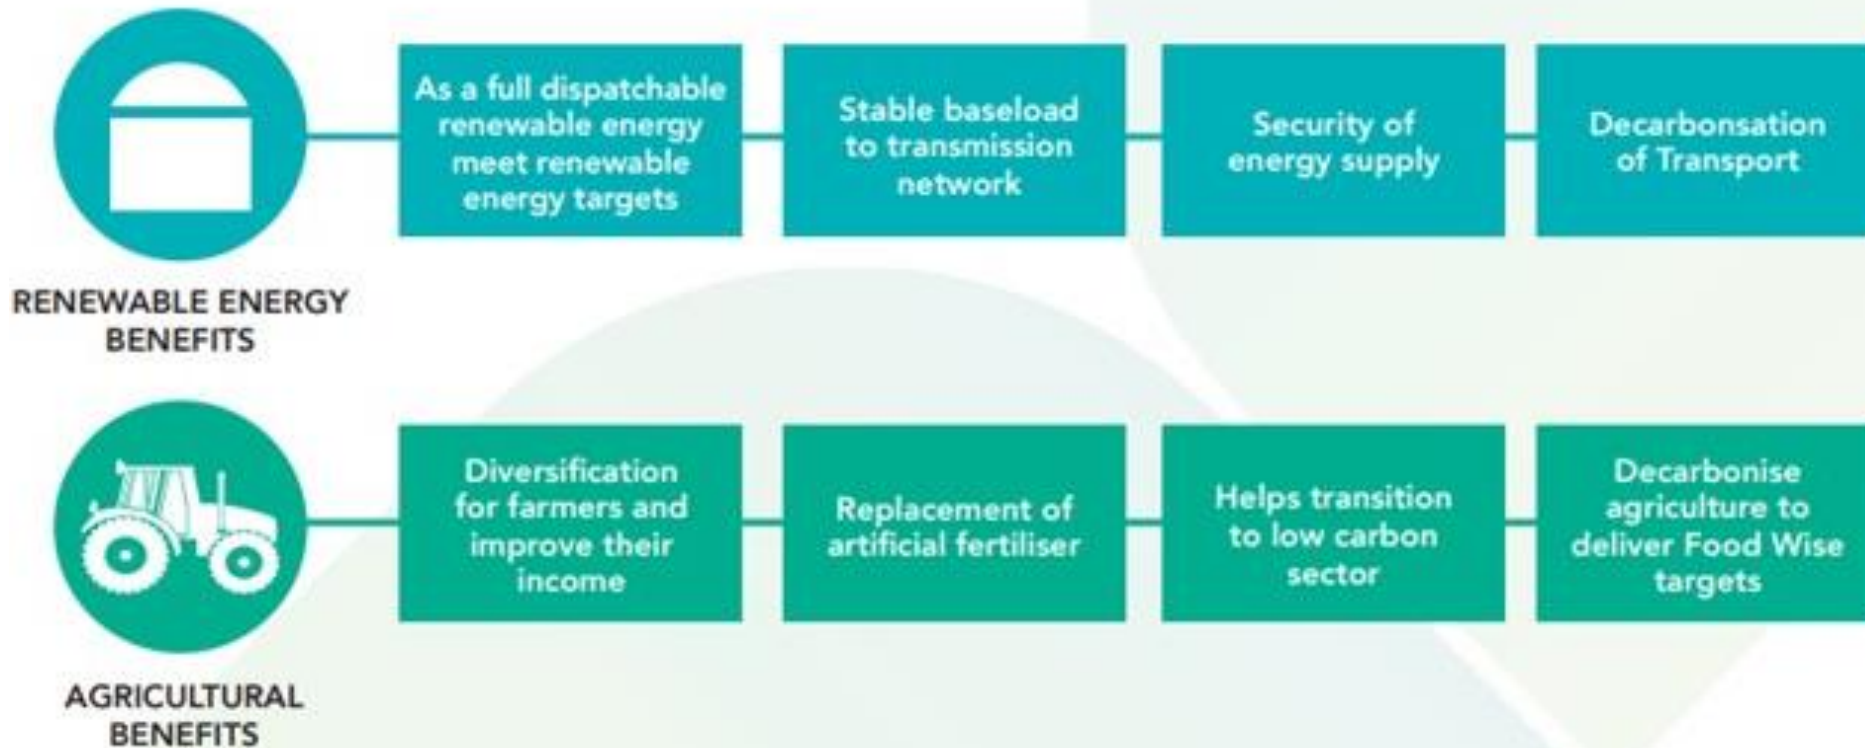 As a full dispatchable
renewable energy
meet renewable
energy targets
Stable baseload
to transmission
network
Security of
energy supply
Decarbonsation
of Transport
RENEWABLE ENERGY
BENEFITS
Diversification
for farmers and
improve their
income
Replacement of
artificial fertiliser
Helps transition
to low carbon
sector
Decarbonise
agriculture to
deliver Food Wise
targets
AGRICULTURAL
BENEFITS